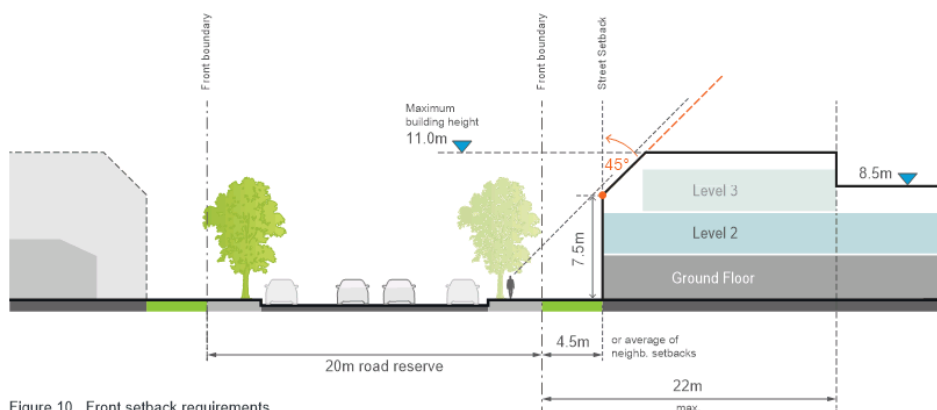 Front boundary
Front boundary
Street Setback
Maximum
building height
11.0m
45°
8.5m
Level 3
Level 2
7.5m
Ground Floor
4.5m
or average of
neighb. setbacks
20m road reserve
22m
max
Figure 10 Front setback requirements